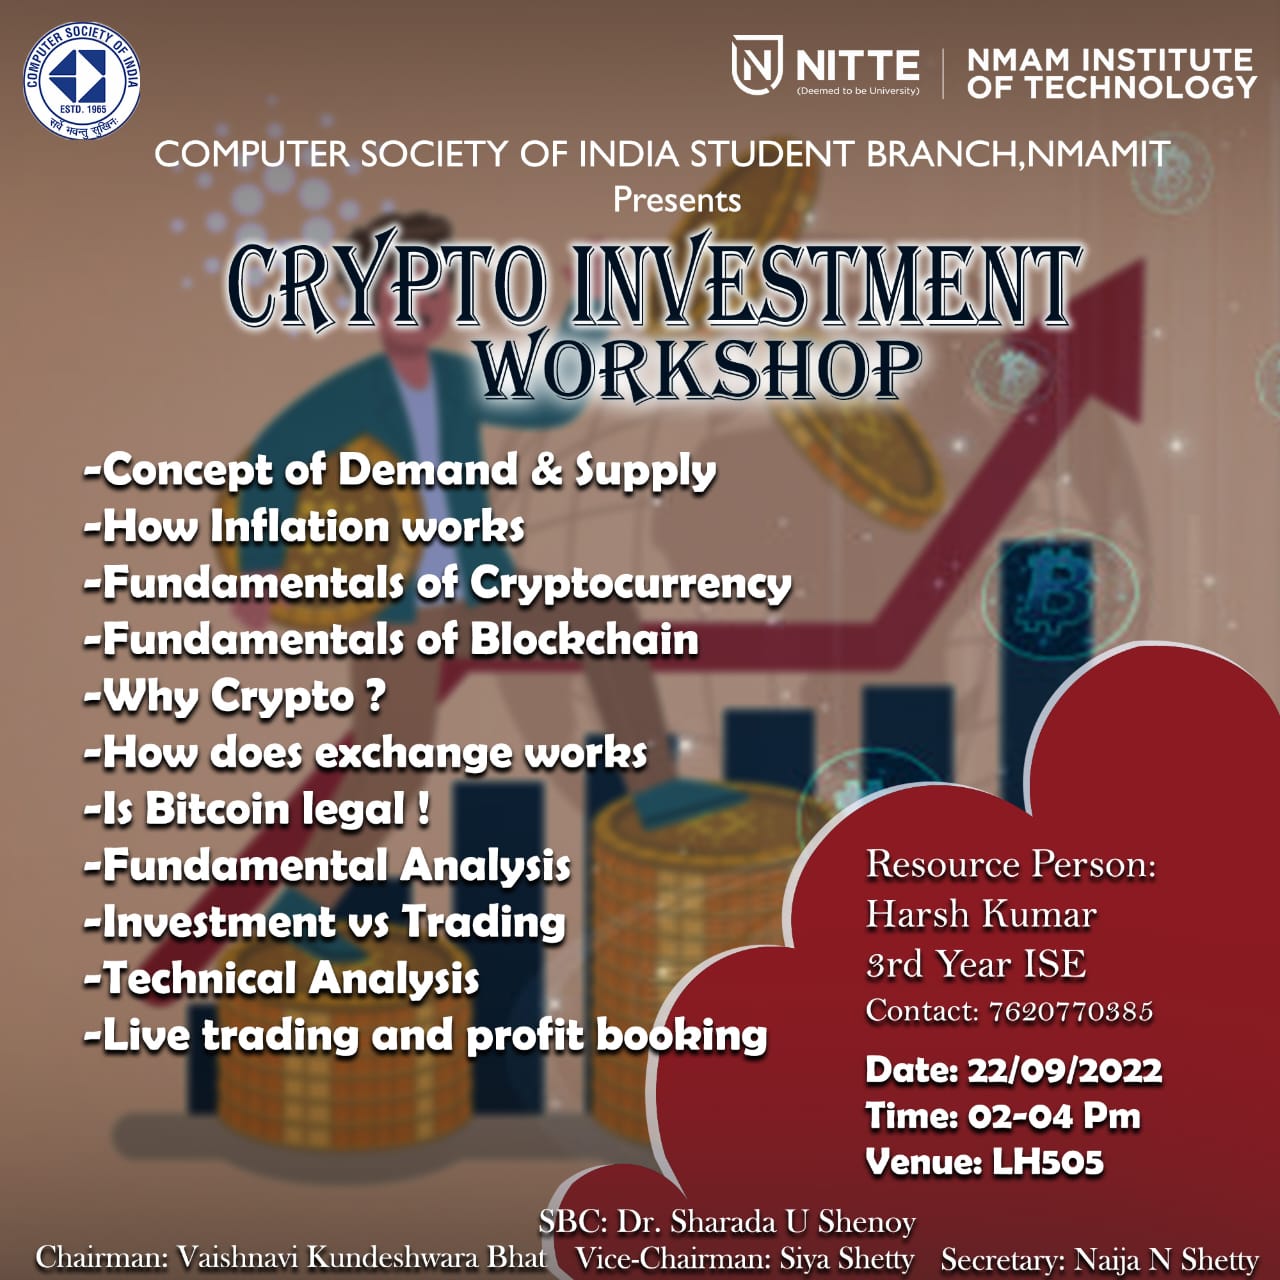 COMPUTER SOCIETY OF INDIA
ESTD. 1965
सर्वे भवन्तु सुखिनः
NITTE
(Deemed to be University)
NMAM INSTITUTE
OF TECHNOLOGY
COMPUTER SOCIETY OF INDIA STUDENT BRANCH,NMAMIT
Presents
CRYPTO INVESTMENT
WORKSHOP
-Concept of Demand & Supply
-How Inflation works
-Fundamentals of Cryptocurrency
-Fundamentals of Blockchain
-Why Crypto ?
-How does exchange works
-Is Bitcoin legal !
-Fundamental Analysis
-Investment vs Trading
-Technical Analysis
-Live trading and profit booking
Resource Person:
Harsh Kumar
3rd Year ISE
Contact: 7620770385
Date: 22/09/2022
Time: 02-04 Pm
Venue: LH505
SBC: Dr. Sharada U Shenoy
Chairman: Vaishnavi Kundeshwara Bhat Vice-Chairman: Siya Shetty Secretary: Naija N Shetty